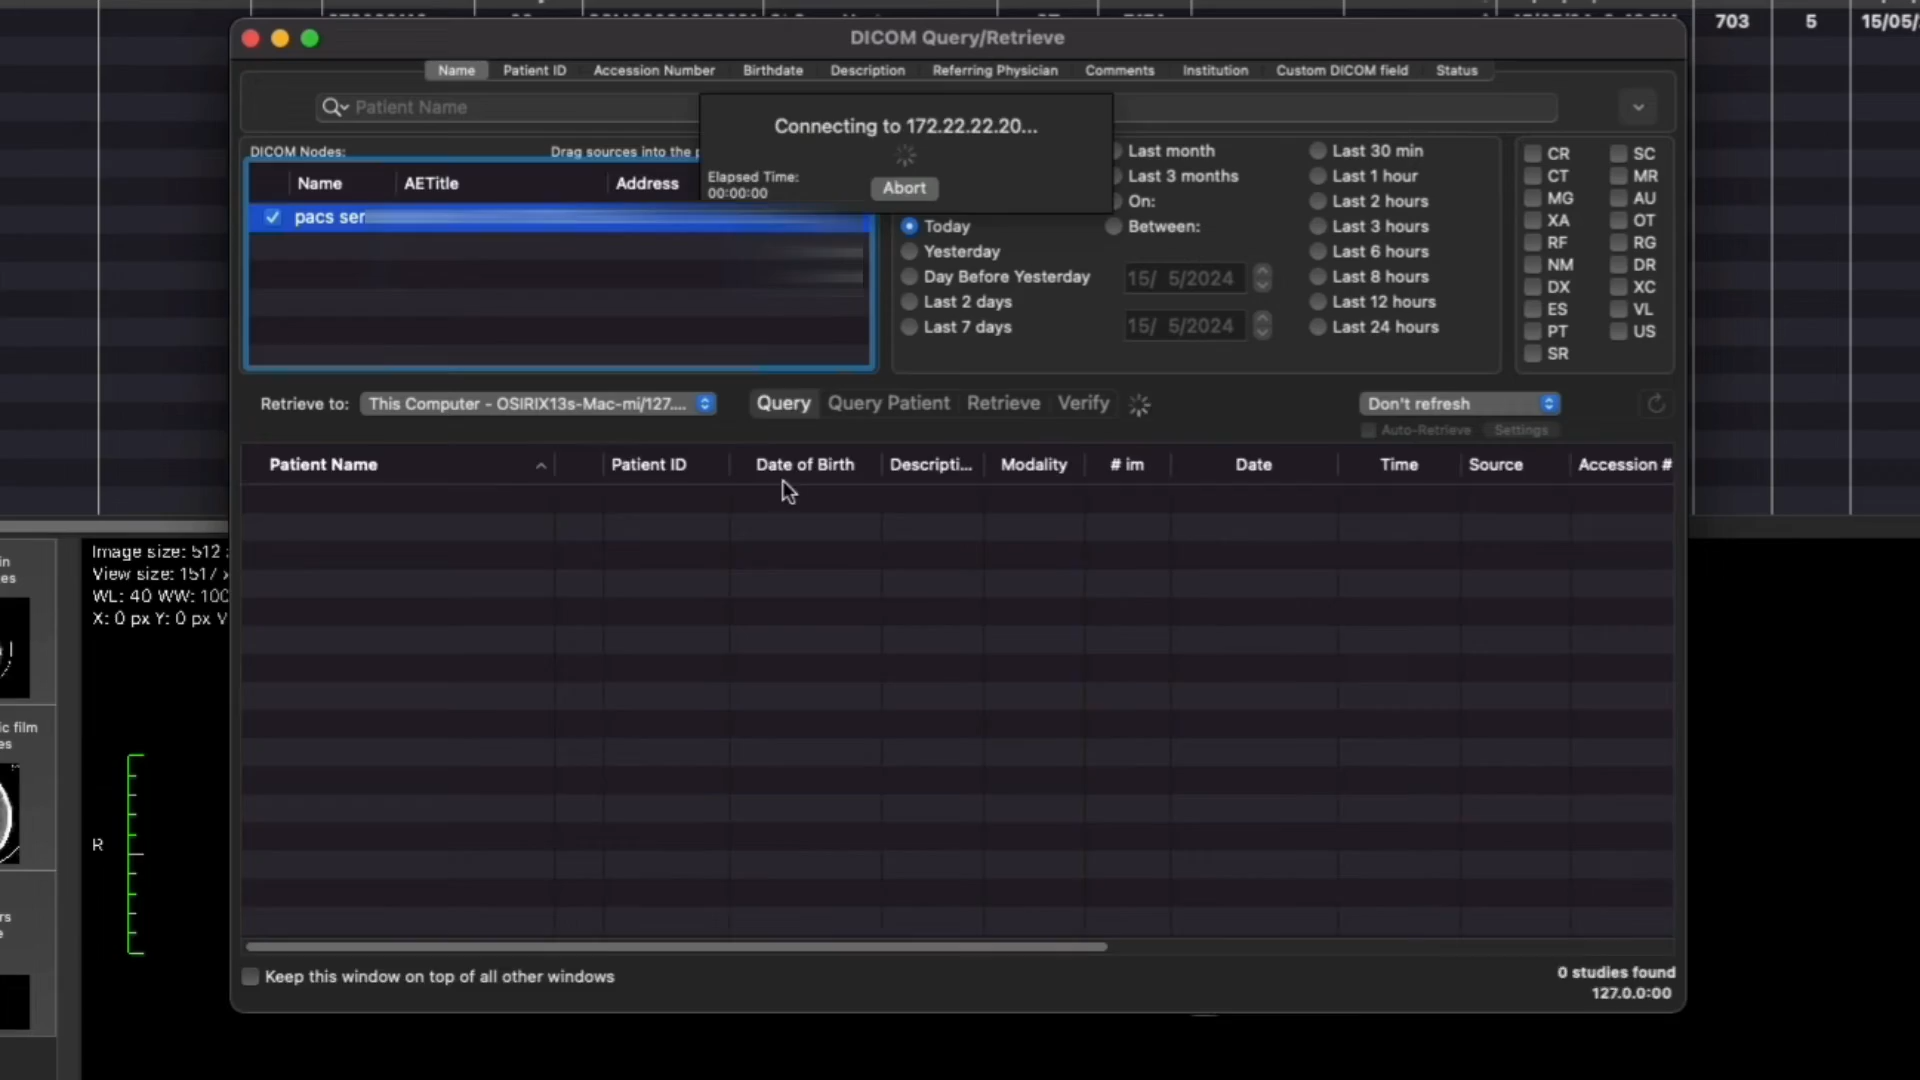 703 5 15/05/
DICOM Query/Retrieve
Name Patient ID Accession Number Birthdate Description Referring Physician Comments Institution Custom DICOM field Status
Patient Name
Connecting to 172.22.22.20...
Elapsed Time:
00:00:00
Abort
DICOM Nodes: Drag sources into the
Name AETitle Address
pacs ser
Last month
Last 3 months
On:
Today Between:
Yesterday
Day Before Yesterday 15/ 5/2024
Last 2 days
Last 7 days 15/ 5/2024
Last 30 min
Last 1 hour
Last 2 hours
Last 3 hours
Last 6 hours
Last 8 hours
Last 12 hours
Last 24 hours
CR SC
CT MR
MG AU
XA OT
RF RG
NM DR
DX XC
ES VL
PT US
SR
Retrieve to: This Computer - OSIRIX13s-Mac-mi/127.... Query Query Patient Retrieve Verify Don't refresh
Auto-Retrieve Settings
Patient Name Patient ID Date of Birth Descripti... Modality # im Date Time Source Accession #
Image size: 512
View size: 1517 x
WL: 40 WW: 100
X: 0 px Y: 0 px V
in
es
ic film
es
R
rs
e
Keep this window on top of all other windows
0 studies found
127.0.0:00